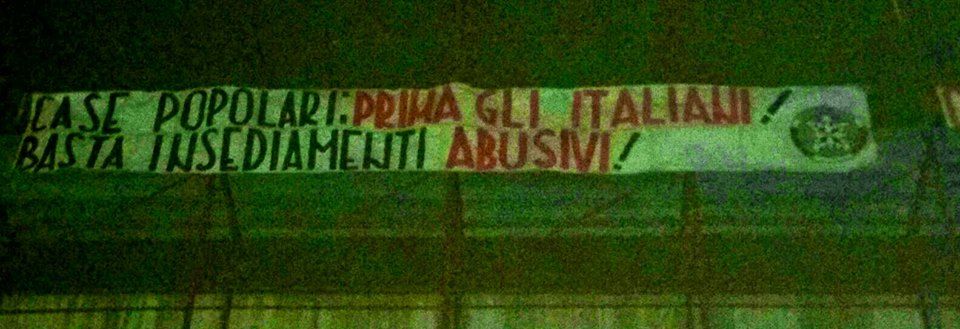 CASE POPOLARI: PRIMA GLI ITALIANI!
BASTA INSEDIAMENTI ABUSIVI!